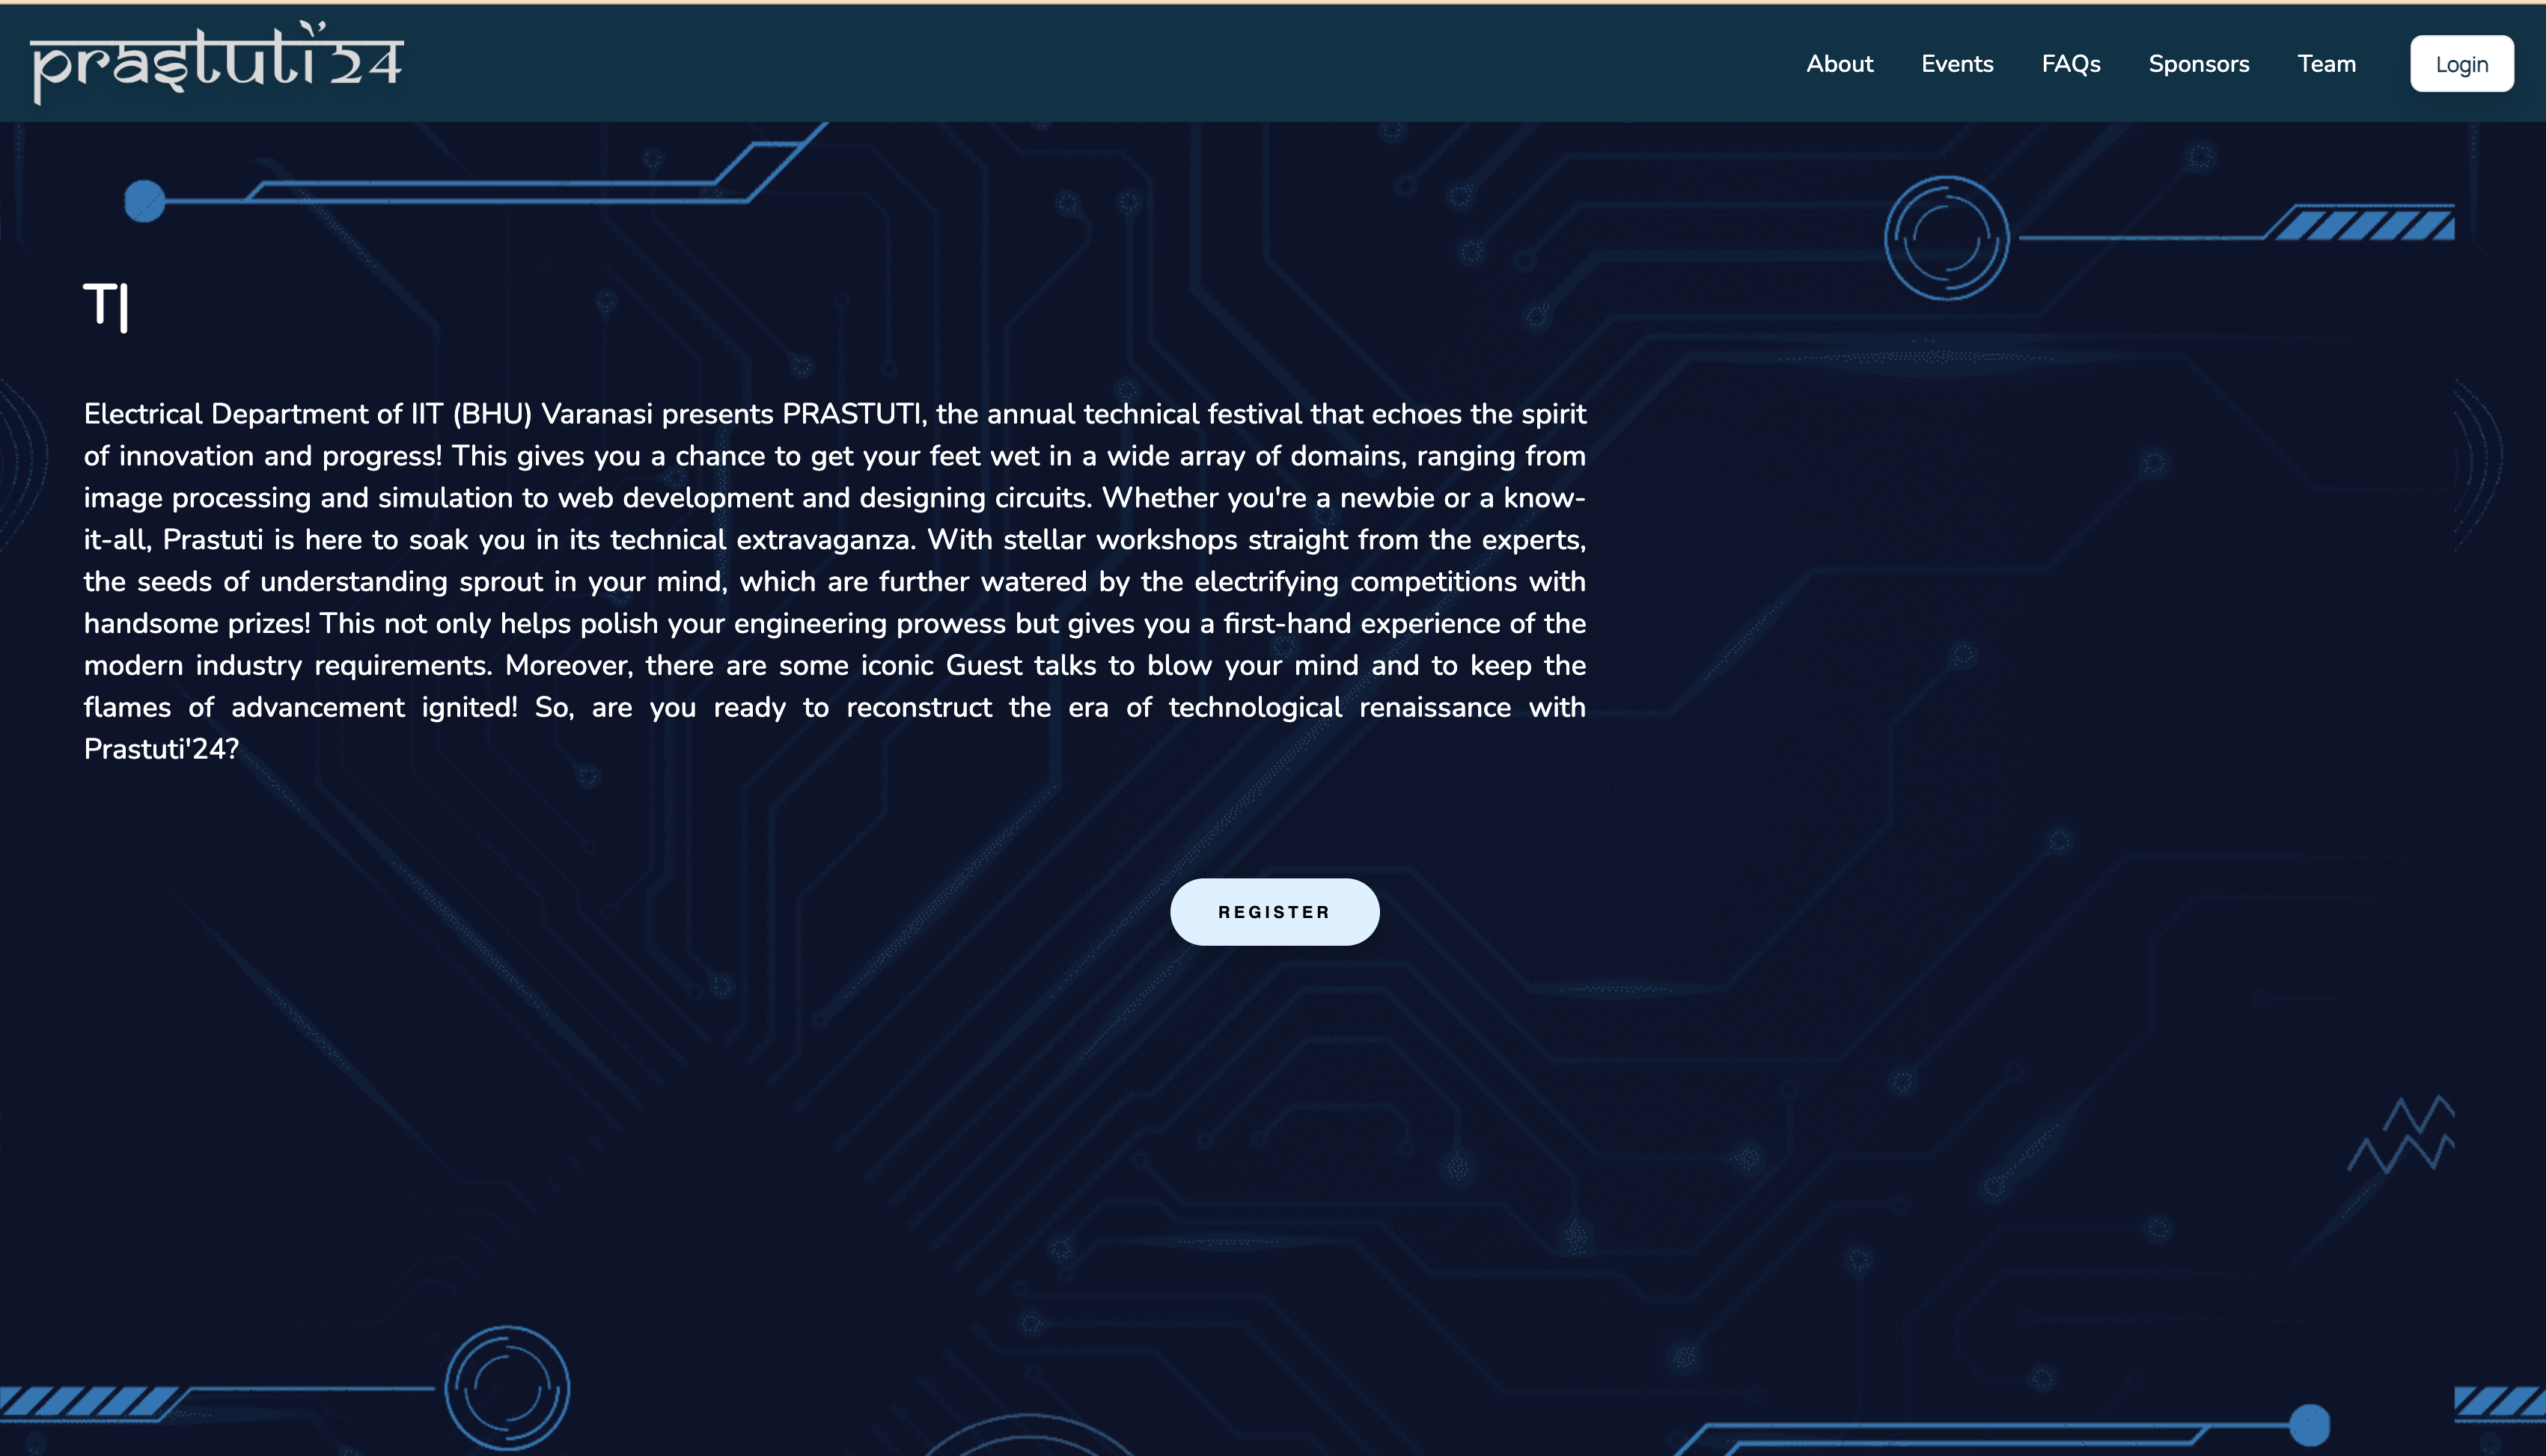 prastuti'24
About Events FAQs Sponsors Team Login
T|
Electrical Department of IIT (BHU) Varanasi presents PRASTUTI, the annual technical festival that echoes the spirit
of innovation and progress! This gives you a chance to get your feet wet in a wide array of domains, ranging from
image processing and simulation to web development and designing circuits. Whether you're a newbie or a know-
it-all, Prastuti is here to soak you in its technical extravaganza. With stellar workshops straight from the experts,
the seeds of understanding sprout in your mind, which are further watered by the electrifying competitions with
handsome prizes! This not only helps polish your engineering prowess but gives you a first-hand experience of the
modern industry requirements. Moreover, there are some iconic Guest talks to blow your mind and to keep the
flames of advancement ignited! So, are you ready to reconstruct the era of technological renaissance with
Prastuti'24?
REGISTER